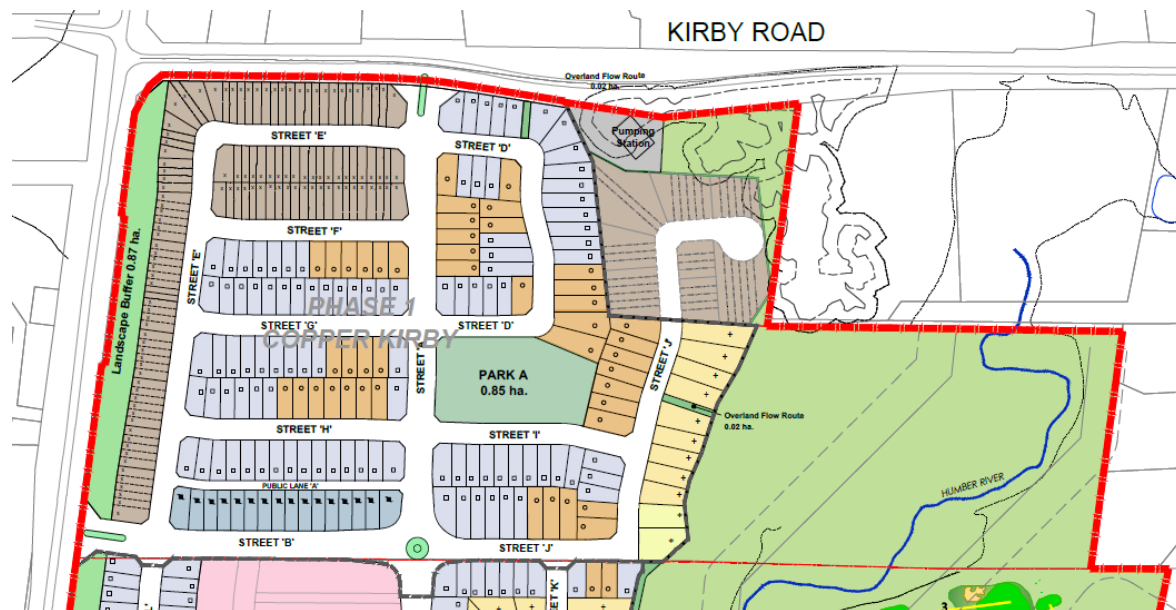 KIRBY ROAD
Overland Flow Route
0.02 ha.
STREET 'E'
STREET 'D'
Pumping
Station
STREET 'F'
STREET 'E'
Landscape Buffer 0.87 ha.
PHASE 1
COPPER KIRBY
STREET 'G'
STREET 'D'
STREET
PARK A
0.85 ha.
STREET 'J'
Overland Flow Route
0.02 ha.
STREET 'H'
STREET 'I'
PUBLIC LANE 'A'
HUMBER RIVER
STREET 'B'
STREET 'J'
ET 'K'
3